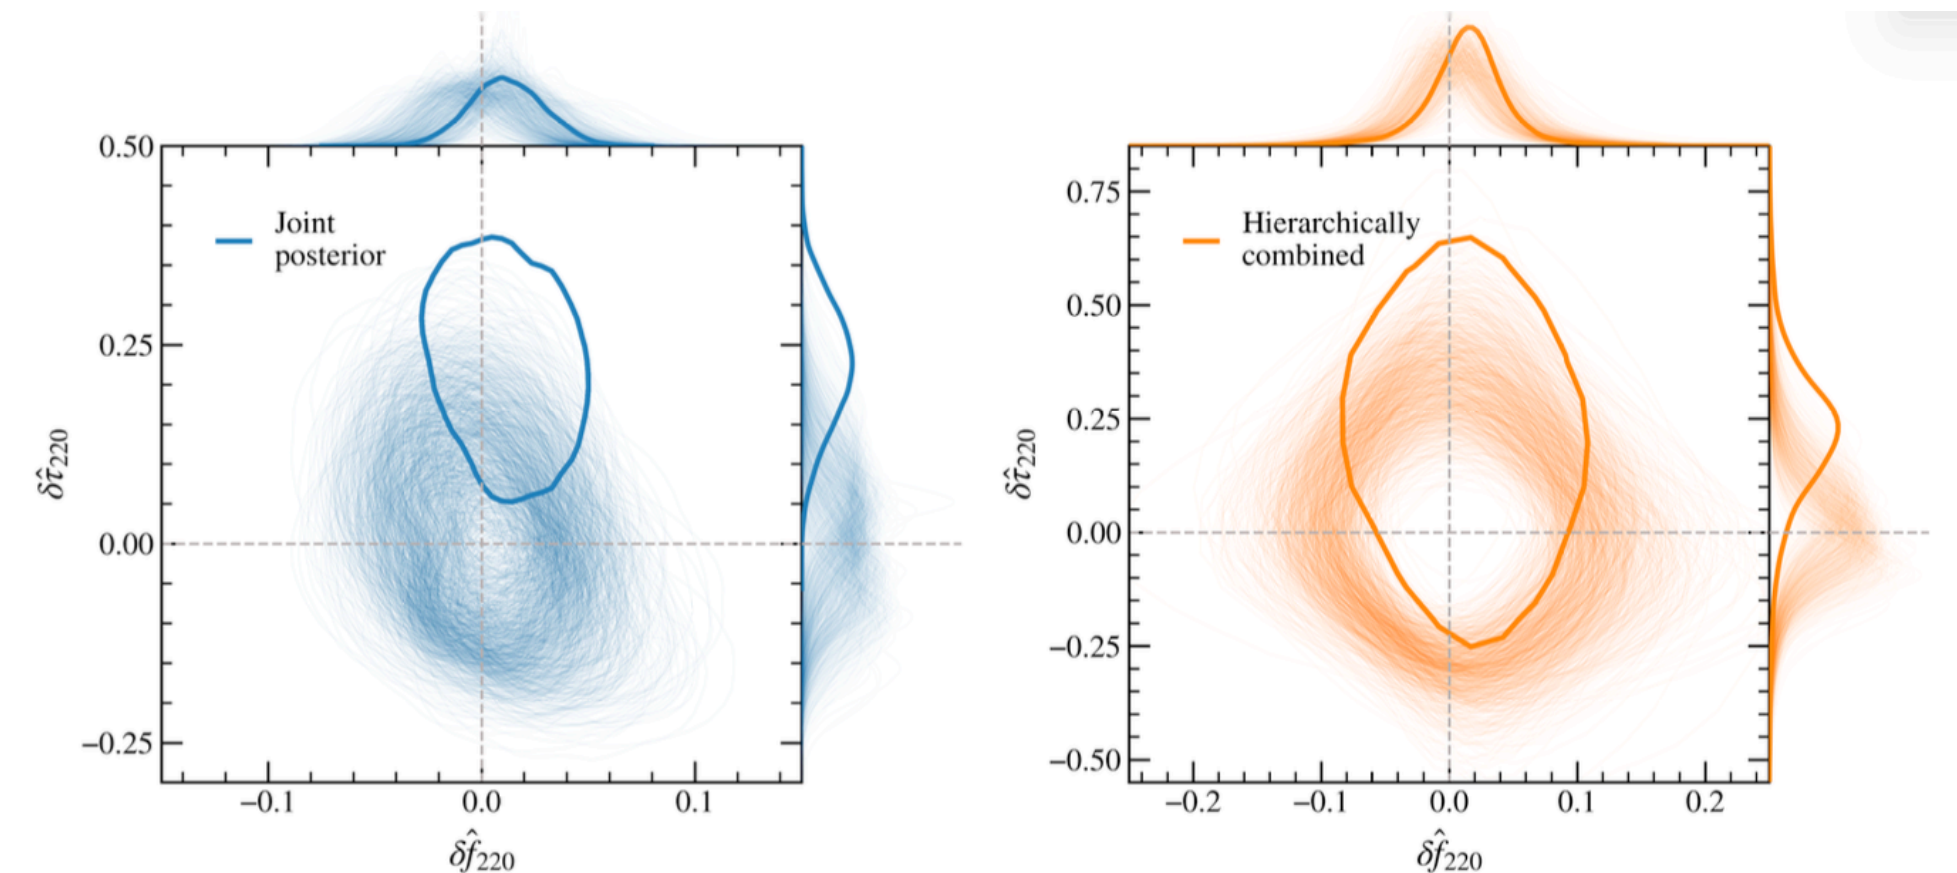 0.50
0.25
0.00
−0.25
Joint
posterior
−0.1
0.0
0.1
δf̂₂₂₀
δτ̂₂₂₀
0.75
0.50
0.25
0.00
−0.25
−0.50
Hierarchically
combined
−0.2
−0.1
0.0
0.1
0.2
δf̂₂₂₀
δτ̂₂₂₀